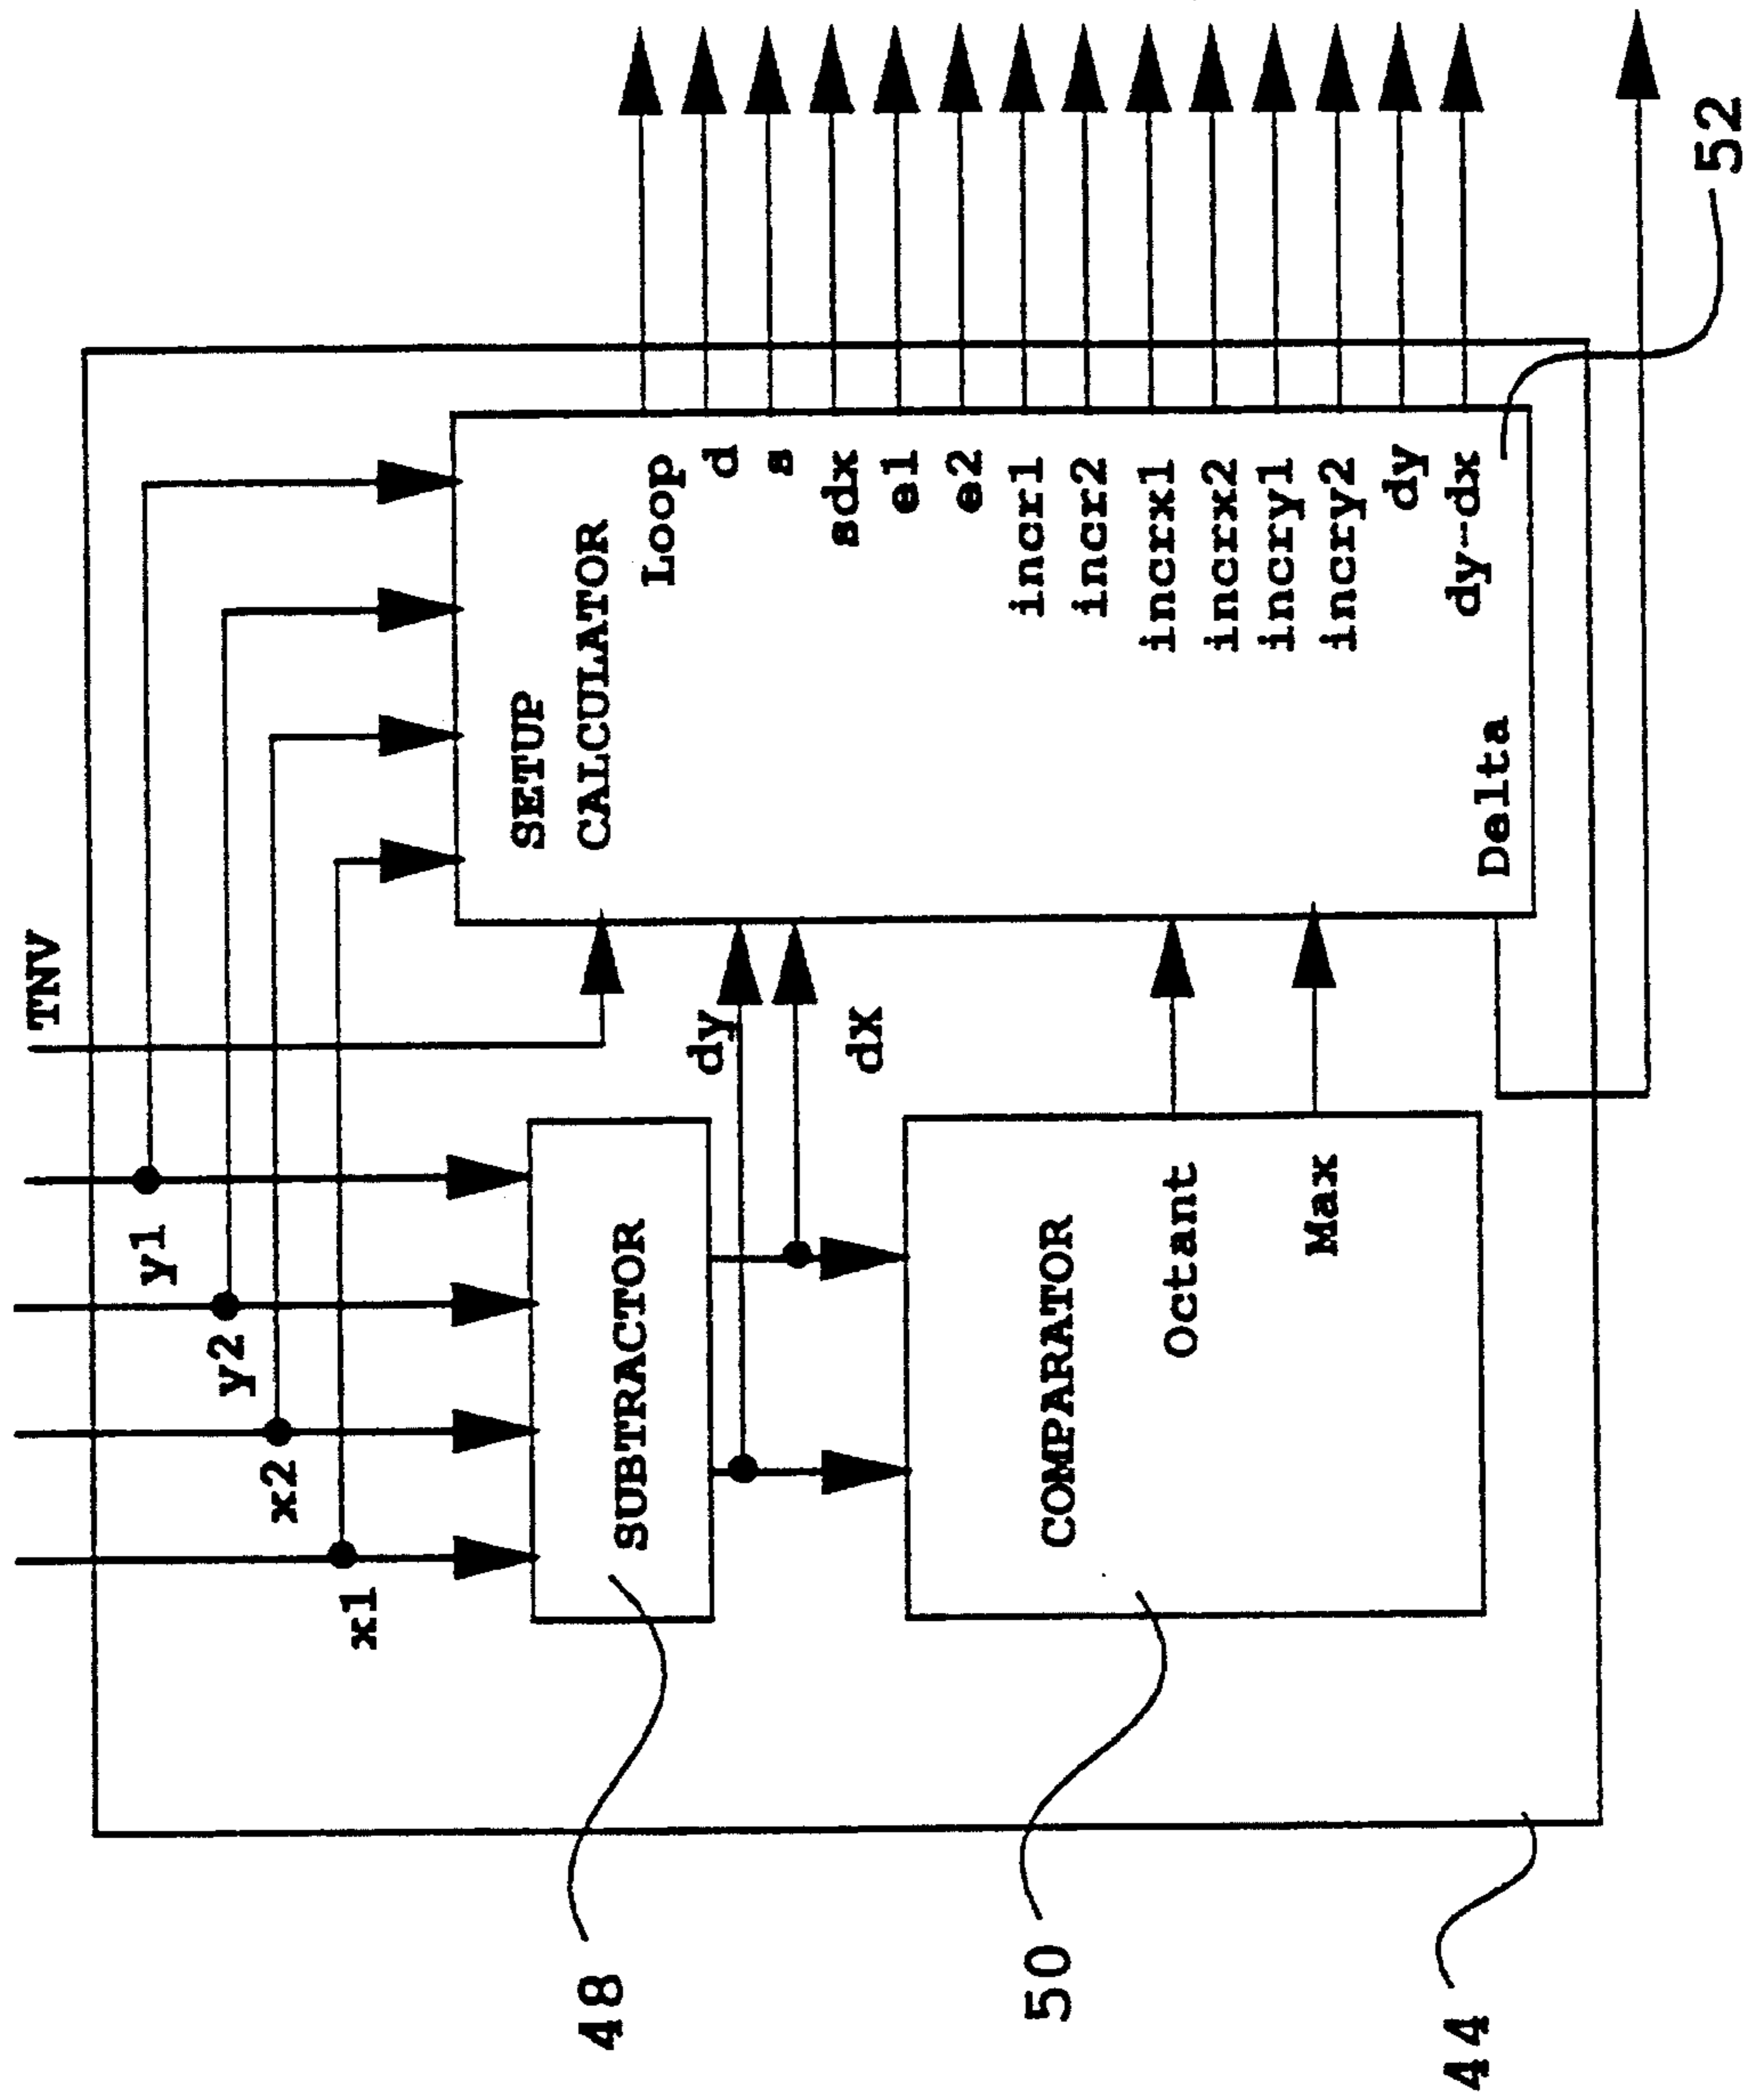 TNV
y1
y2
x2
x1
SETUP
CALCULATOR
Loop
d
s
sdx
e1
e2
incr1
incr2
incrx1
incrx2
incry1
incry2
dy
dy-dx
Delta
SUBTRACTOR
dy
dx
COMPARATOR
Octant
Max
48
50
44
52